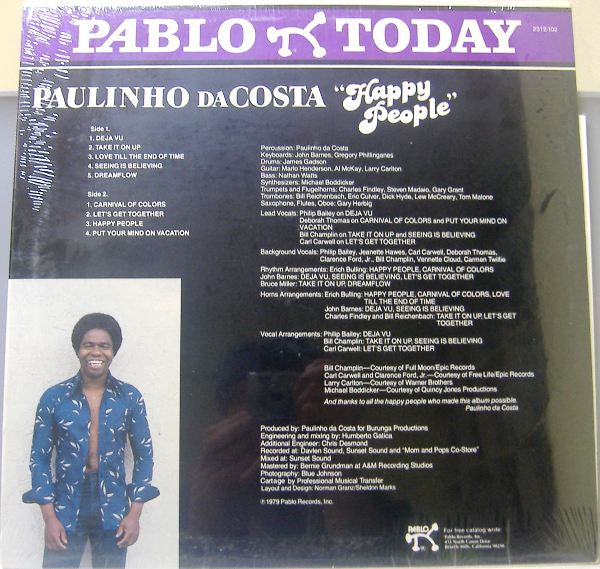 PABLO TODAY
2312-102
PAULINHO DACOSTA "Happy People"
Side 1.
1. DEJA VU
2. TAKE IT ON UP
3. LOVE TILL THE END OF TIME
4. SEEING IS BELIEVING
5. DREAMFLOW
Side 2.
1. CARNIVAL OF COLORS
2. LET'S GET TOGETHER
3. HAPPY PEOPLE
4. PUT YOUR MIND ON VACATION
Percussion: Paulinho da Costa
Keyboards: John Barnes, Gregory Phillinganes
Drums: James Gadson
Guitar: Marlo Henderson, Al McKay, Larry Carlton
Bass: Nathan Watts
Synthesizers: Michael Boddicker
Trumpets and Flugelhorns: Charles Findley, Steven Madaio, Gary Grant
Trombones: Bill Reichenbach, Eric Culver, Dick Hyde, Lew McCreary, Tom Malone
Saxophone, Flutes, Oboe: Gary Herbig
Lead Vocals: Philip Bailey on DEJA VU
Deborah Thomas on CARNIVAL OF COLORS and PUT YOUR MIND ON
VACATION
Bill Champlin on TAKE IT ON UP and SEEING IS BELIEVING
Carl Carwell on LET'S GET TOGETHER
Background Vocals: Philip Bailey, Jeanette Hawes, Carl Carwell, Deborah Thomas,
Clarence Ford, Jr., Bill Champlin, Vennette Cloud, Carmen Twillie
Rhythm Arrangements: Erich Bulling: HAPPY PEOPLE, CARNIVAL OF COLORS
John Barnes: DEJA VU, SEEING IS BELIEVING, LET'S GET TOGETHER
Bruce Miller: TAKE IT ON UP, DREAMFLOW
Horns Arrangements: Erich Bulling: HAPPY PEOPLE, CARNIVAL OF COLORS, LOVE
TILL THE END OF TIME
John Barnes: DEJA VU, SEEING IS BELIEVING
Charles Findley and Bill Reichenbach: TAKE IT ON UP, LET'S GET
TOGETHER
Vocal Arrangements: Philip Bailey: DEJA VU
Bill Champlin: TAKE IT ON UP, SEEING IS BELIEVING
Carl Carwell: LET'S GET TOGETHER
Bill Champlin—Courtesy of Full Moon/Epic Records
Carl Carwell and Clarence Ford, Jr.—Courtesy of Free Life/Epic Records
Larry Carlton—Courtesy of Warner Brothers
Michael Boddicker—Courtesy of Quincy Jones Productions
And thanks to all the happy people who made this album possible.
Paulinho da Costa
Produced by: Paulinho da Costa for Burunga Productions
Engineering and mixing by: Humberto Gatica
Additional Engineer: Chris Desmond
Recorded at: Davlen Sound, Sunset Sound and "Mom and Pops Co-Store"
Mixed at: Sunset Sound
Mastered by: Bernie Grundman at A&M Recording Studios
Photography: Blue Johnson
Cartage by Professional Musical Transfer
Layout and Design: Norman Granz/Sheldon Marks
℗ 1979 Pablo Records, Inc.
PABLO
For free catalog write
Pablo Records, Inc.
451 North Canon Drive
Beverly Hills, California 90210